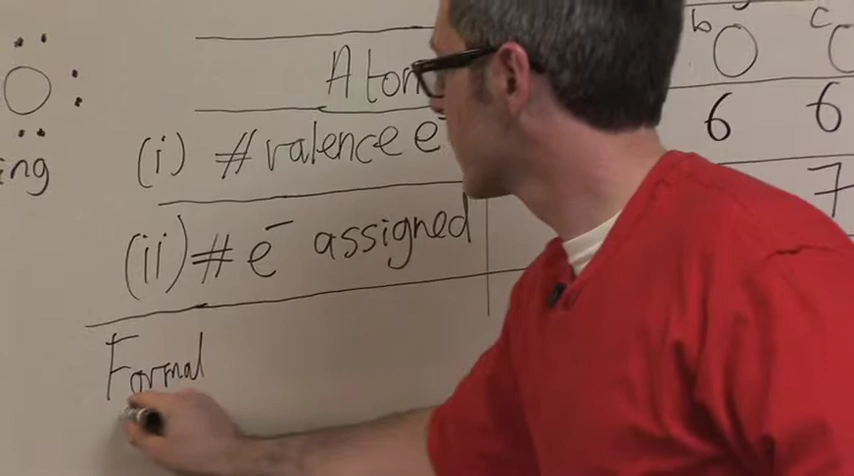 O
ing
Atom b O c O
(i) # valence e⁻ 6 6
(ii) # e⁻ assigned 7
Formal